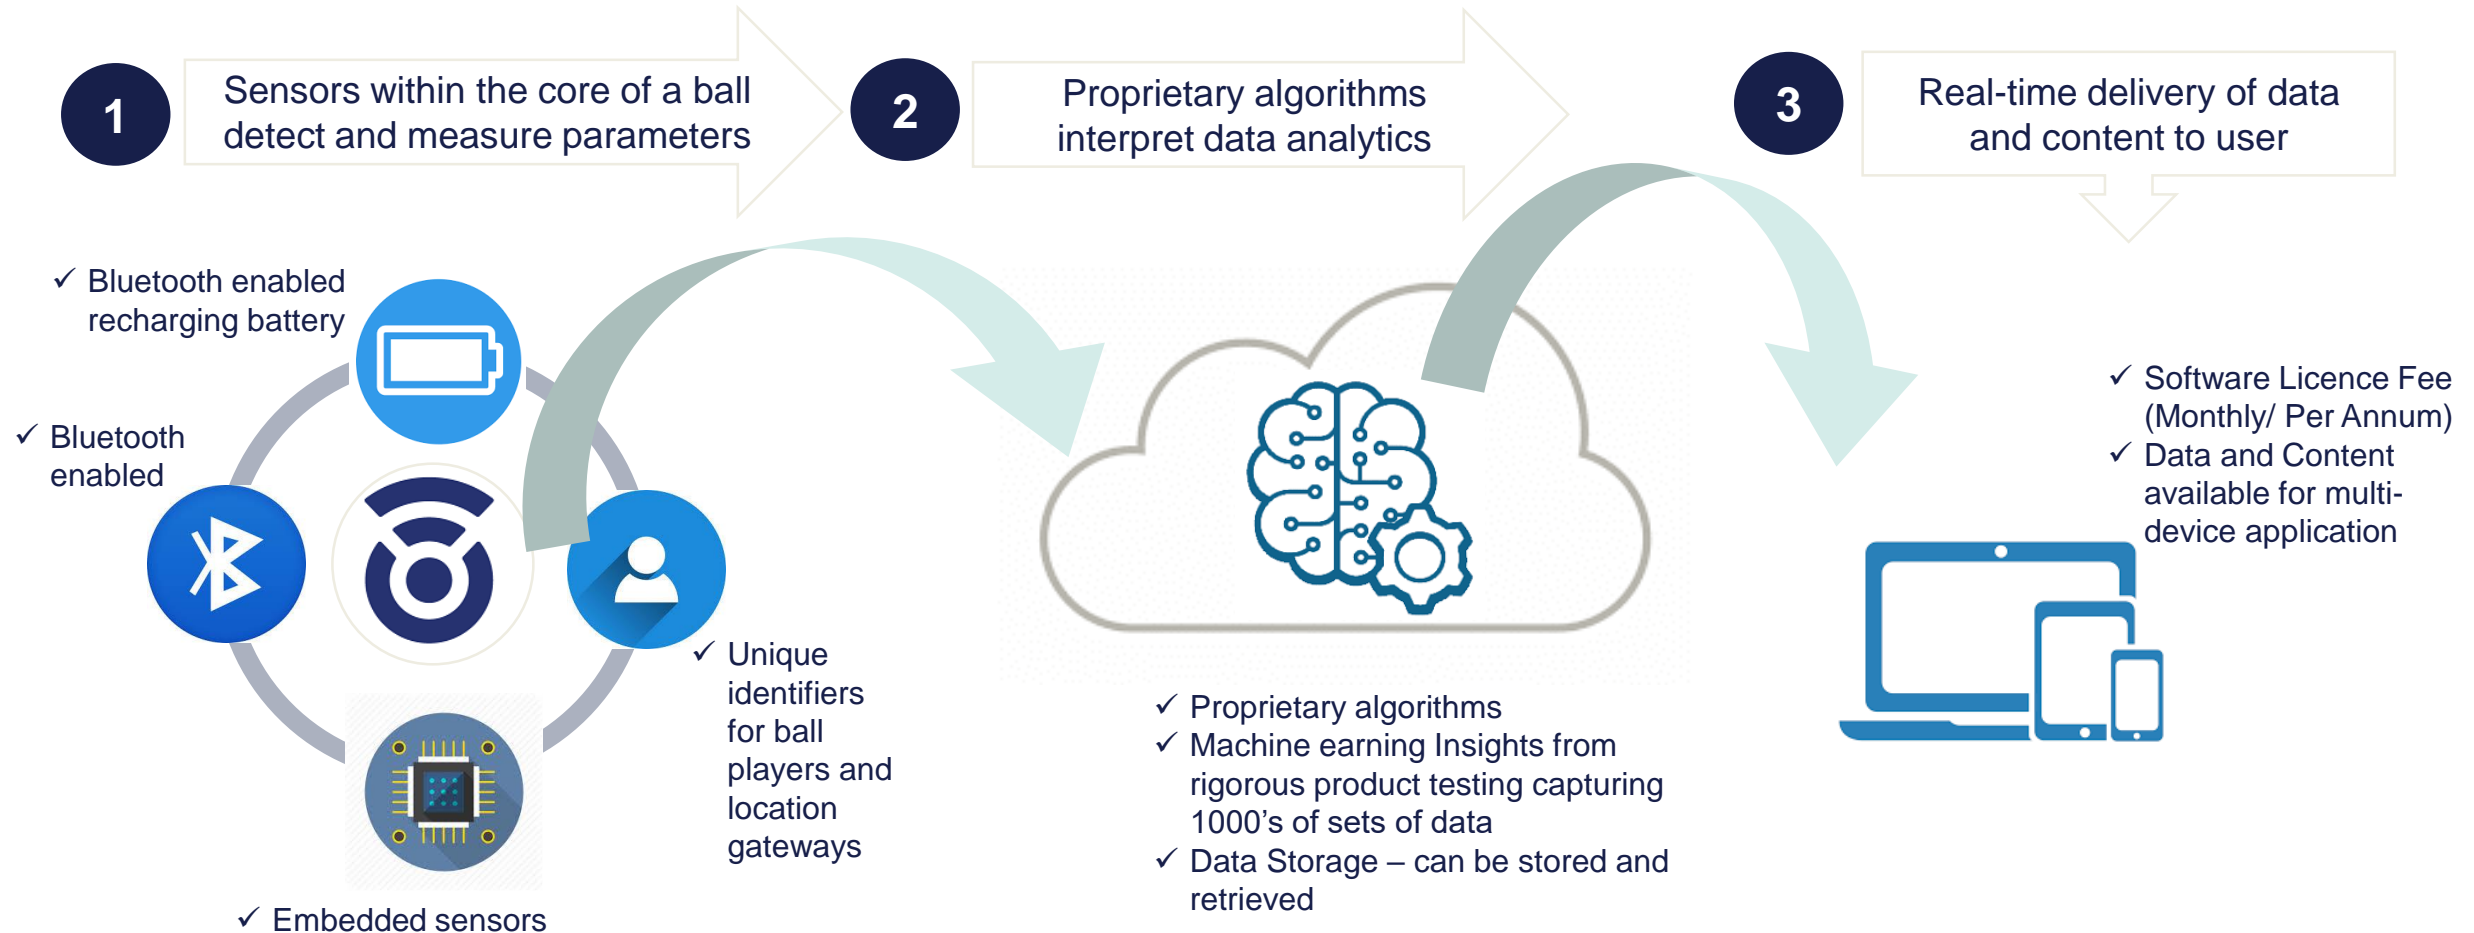 1
Sensors within the core of a ball
detect and measure parameters
2
Proprietary algorithms
interpret data analytics
3
Real-time delivery of data
and content to user
✓ Bluetooth enabled
recharging battery
✓ Bluetooth
enabled
✓ Unique
identifiers
for ball
players and
location
gateways
✓ Embedded sensors
✓ Proprietary algorithms
✓ Machine earning Insights from
rigorous product testing capturing
1000’s of sets of data
✓ Data Storage – can be stored and
retrieved
✓ Software Licence Fee
(Monthly/ Per Annum)
✓ Data and Content
available for multi-
device application